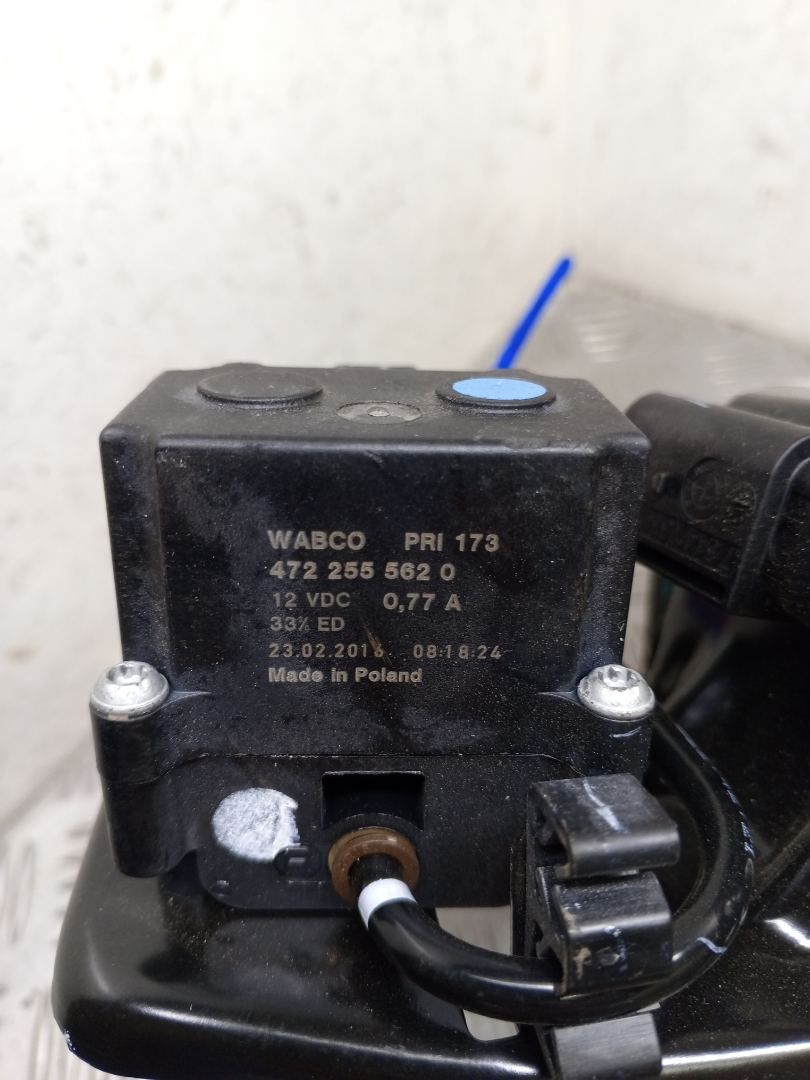 WABCO PRI 173
472 255 562 0
12 VDC 0,77 A
33% ED
23.02.2016 08:18:24
Made in Poland